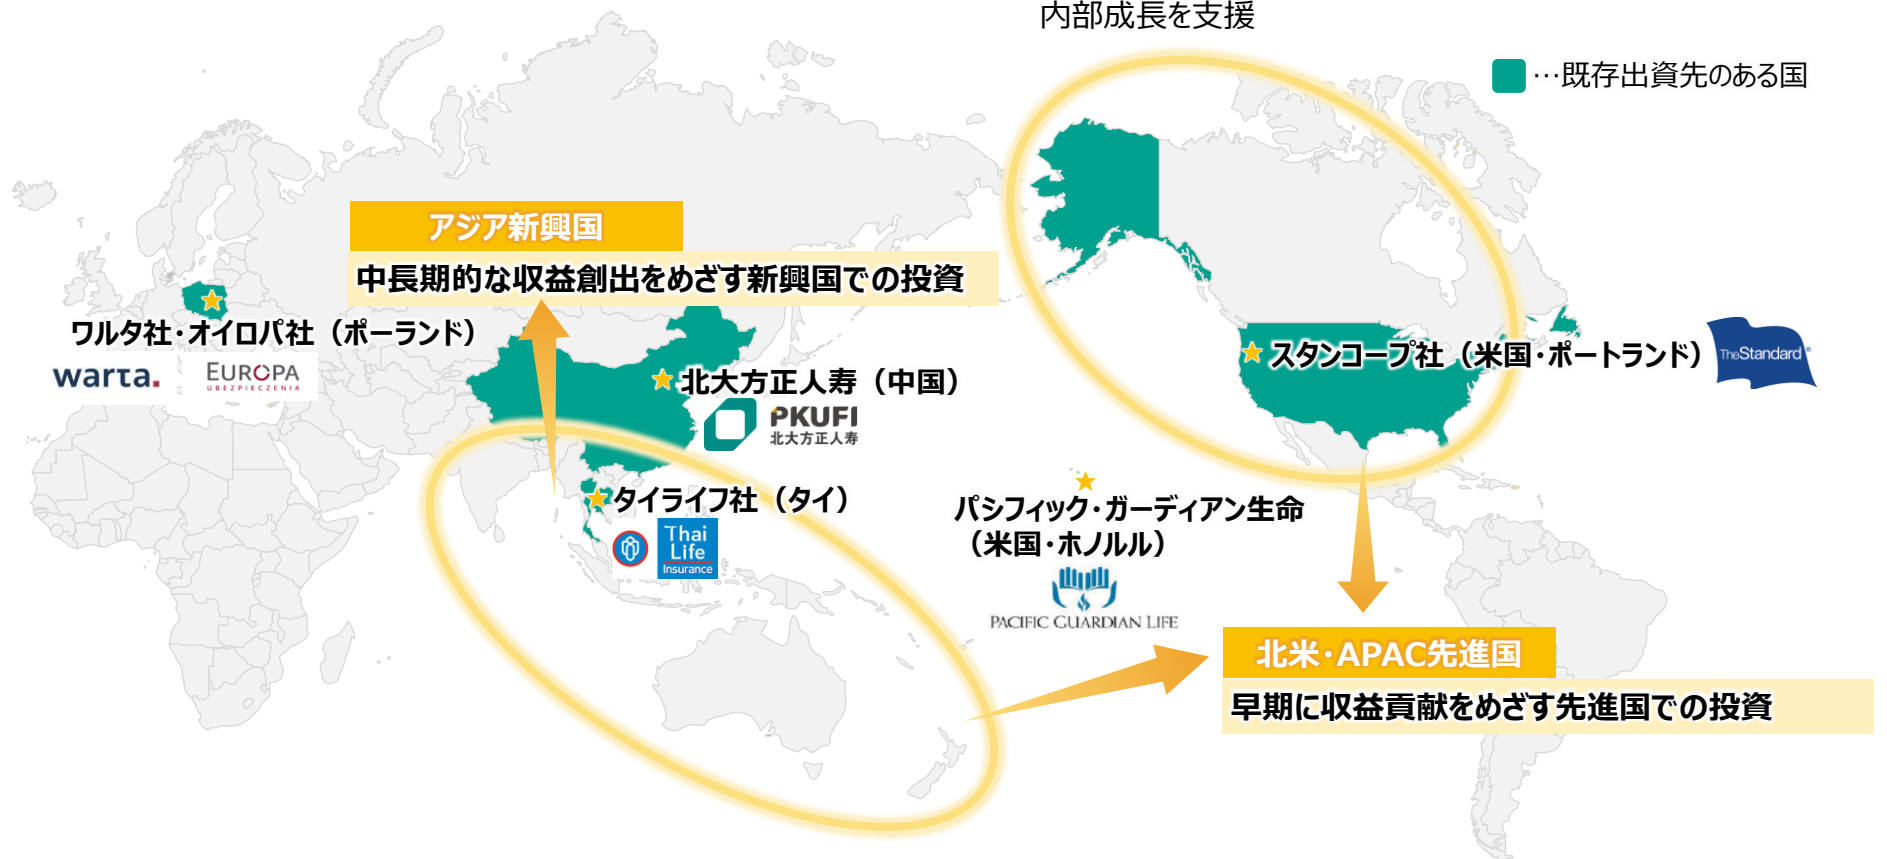 内部成長を支援
…既存出資先のある国
アジア新興国
中長期的な収益創出をめざす新興国での投資
ワルタ社・オイロパ社（ポーランド）
warta.
EUROPA
UBEZPIECZENIA
スタンコープ社（米国・ポートランド）
TheStandard®
北大方正人寿（中国）
PKUFI
北大方正人寿
タイライフ社（タイ）
Thai
Life
Insurance
パシフィック・ガーディアン生命
（米国・ホノルル）
PACIFIC GUARDIAN LIFE
北米・APAC先進国
早期に収益貢献をめざす先進国での投資